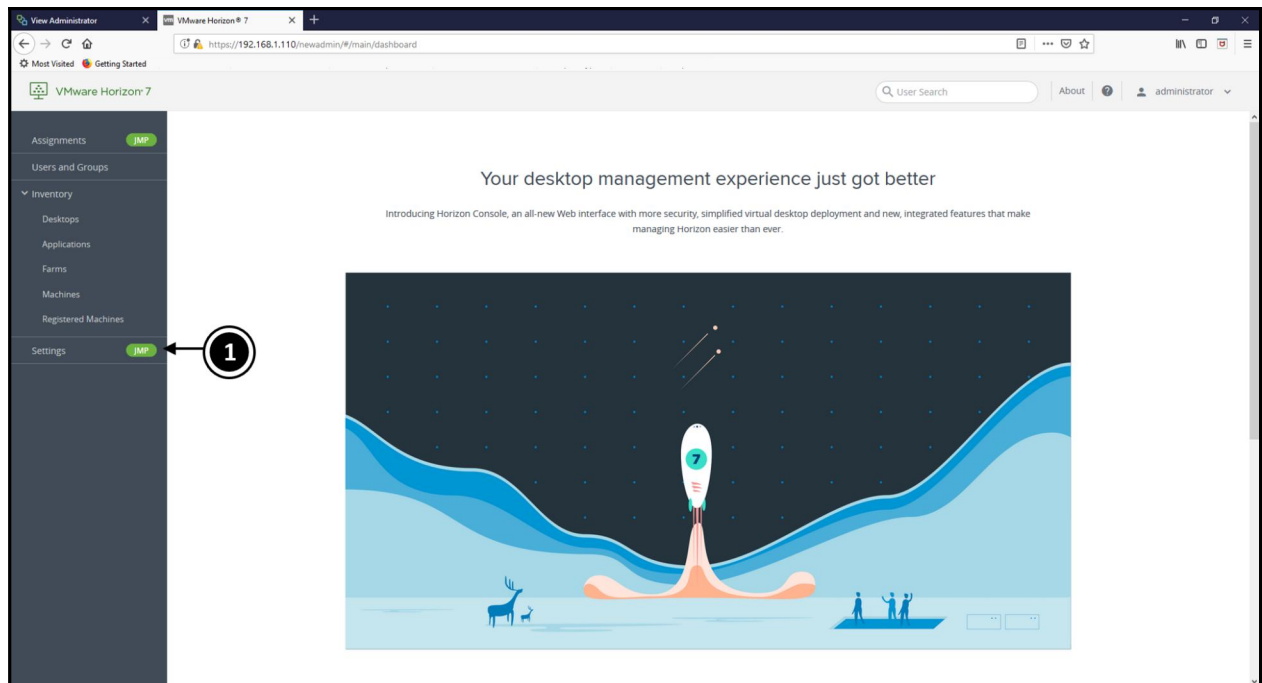 View Administrator
VMware Horizon® 7
https://192.168.1.110/newadmin/#/main/dashboard
Most Visited
Getting Started
VMware Horizon® 7
User Search
About
?
administrator
Assignments JMP
Users and Groups
Inventory
Desktops
Applications
Farms
Machines
Registered Machines
Settings JMP
1
Your desktop management experience just got better
Introducing Horizon Console, an all-new Web interface with more security, simplified virtual desktop deployment and new, integrated features that make
managing Horizon easier than ever.
7